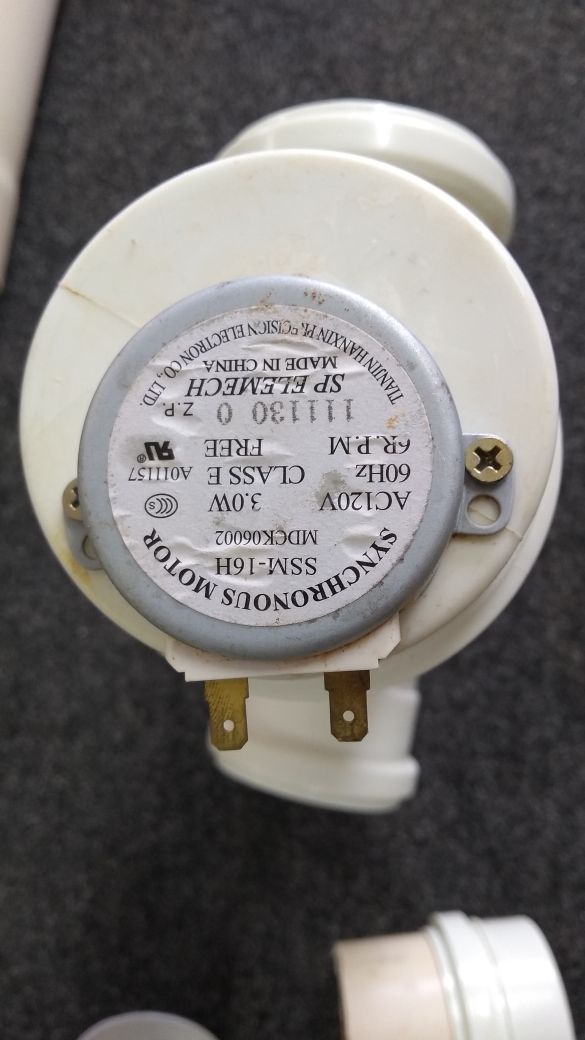 SYNCHRONOUS MOTOR
SSM-16H
MDCK06002
AC120V 3.0W
60Hz CLASS E A011157
6R.P.M FREE
111130 0 Z.P.
SP ELEMECH
MADE IN CHINA
TIANJIN HANXIN PRECISION ELECTRON CO., LTD.